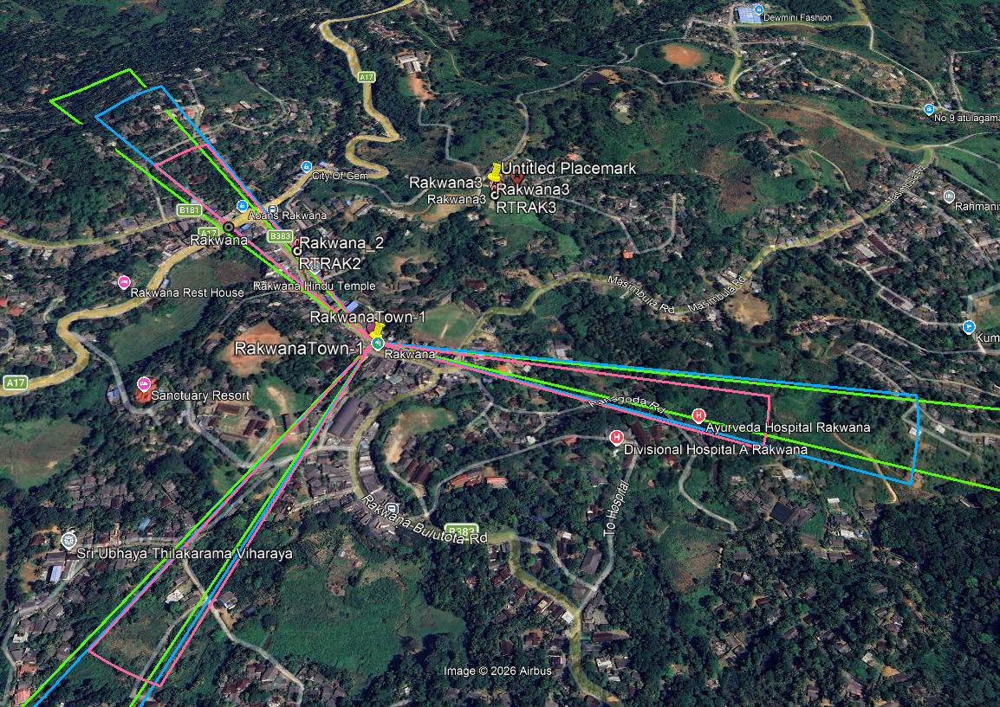 Dewmini Fashion
A17
No 9 atulagama
City Of Gem
Untitled Placemark
Rakwana3
Rakwana3
Rakwana3
RTRAK3
Masimbula Rd
Rahmani
B181
Abans Rakwana
A17
Rakwana
B383
Rakwana_2
RTRAK2
Rakwana Hindu Temple
Rakwana Rest House
Masimbula Rd
Masimbula Rd
RakwanaTown-1
RakwanaTown-1
Rakwana
Kum
A17
Sanctuary Resort
Rangoda Rd
Ayurveda Hospital Rakwana
Divisional Hospital A Rakwana
To Hospital
Rakwana-Bulutota Rd
B383
Sri Ubhaya Thilakarama Viharaya
Image © 2026 Airbus